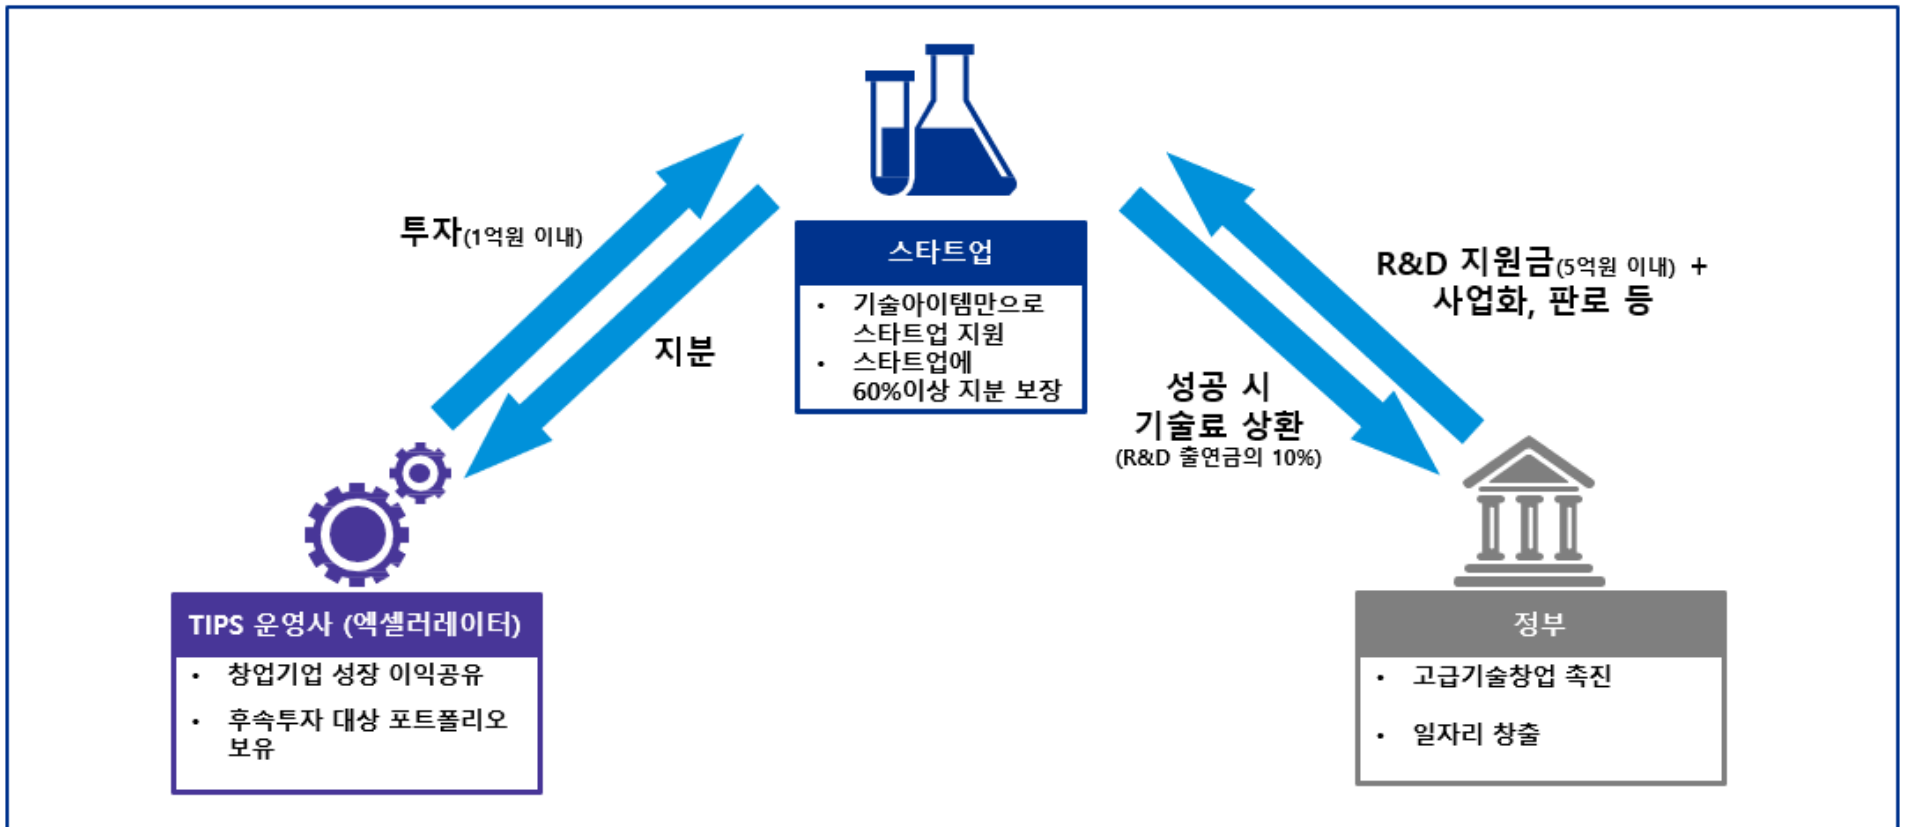 투자(1억원 이내)
지분
스타트업
• 기술아이템만으로
스타트업 지원
• 스타트업에
60%이상 지분 보장
R&D 지원금(5억원 이내) +
사업화, 판로 등
성공 시
기술료 상환
(R&D 출연금의 10%)
TIPS 운영사 (엑셀러레이터)
• 창업기업 성장 이익공유
• 후속투자 대상 포트폴리오
보유
정부
• 고급기술창업 촉진
• 일자리 창출